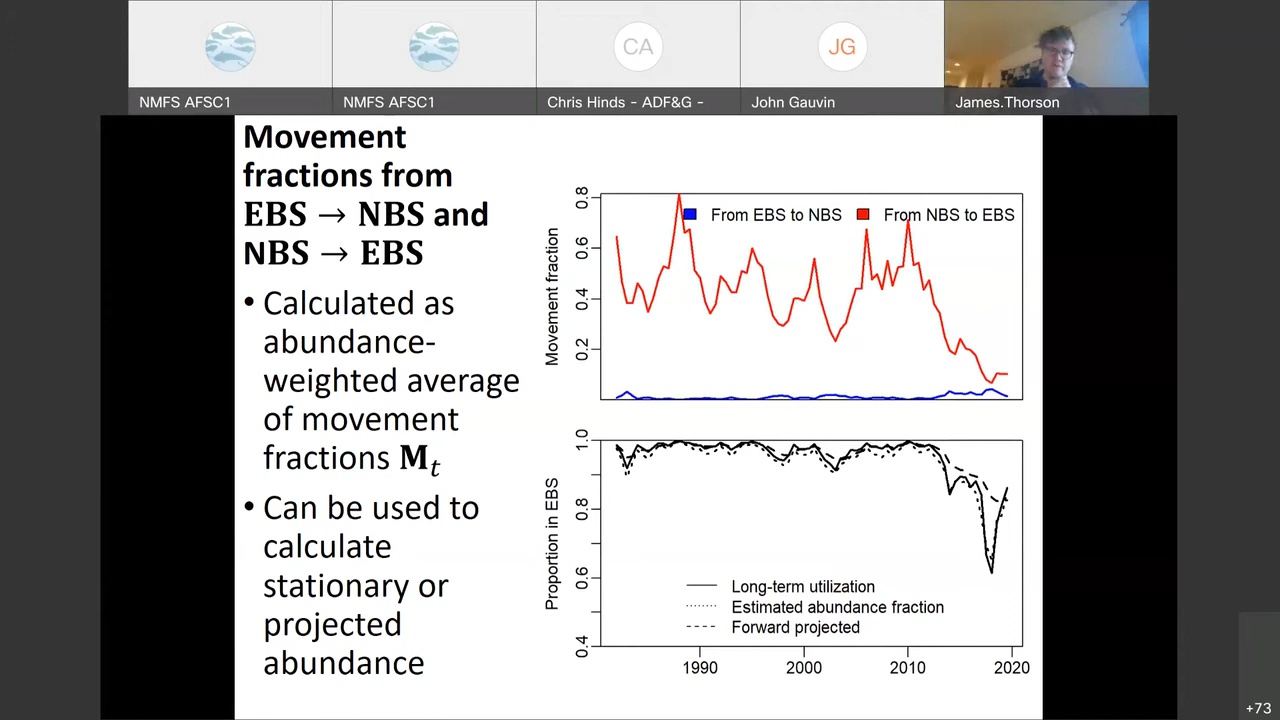 NMFS AFSC1
NMFS AFSC1
CA
Chris Hinds - ADF&G -
JG
John Gauvin
James.Thorson
Movement
fractions from
EBS → NBS and
NBS → EBS
• Calculated as
abundance-
weighted average
of movement
fractions M𝑡
• Can be used to
calculate
stationary or
projected
abundance
Movement fraction
0.8
0.6
0.4
0.2
From EBS to NBS
From NBS to EBS
Proportion in EBS
1.0
0.8
0.6
0.4
Long-term utilization
Estimated abundance fraction
Forward projected
1990
2000
2010
2020
+73